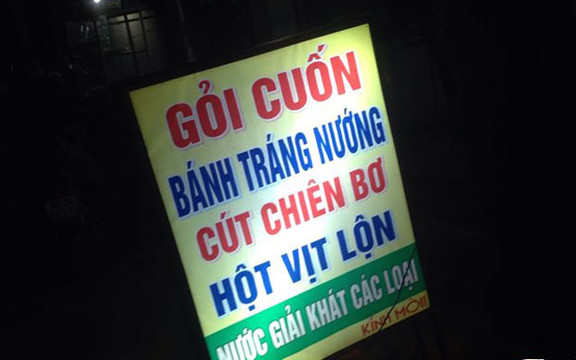 GỎI CUỐN
BÁNH TRÁNG NƯỚNG
CÚT CHIÊN BƠ
HỘT VỊT LỘN
NƯỚC GIẢI KHÁT CÁC LOẠI
KÍNH MỜI!